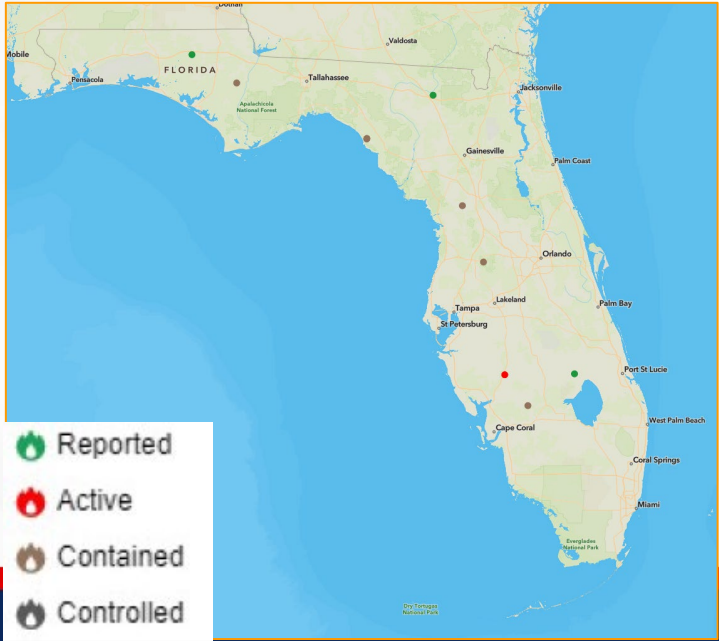 Dothan
Mobile
Pensacola
FLORIDA
Valdosta
Tallahassee
Apalachicola
National Forest
Jacksonville
Gainesville
Palm Coast
Orlando
Lakeland
Tampa
St Petersburg
Palm Bay
Port St Lucie
Cape Coral
West Palm Beach
Coral Springs
Miami
Everglades
National Park
Dry Tortugas
National Park
Reported
Active
Contained
Controlled